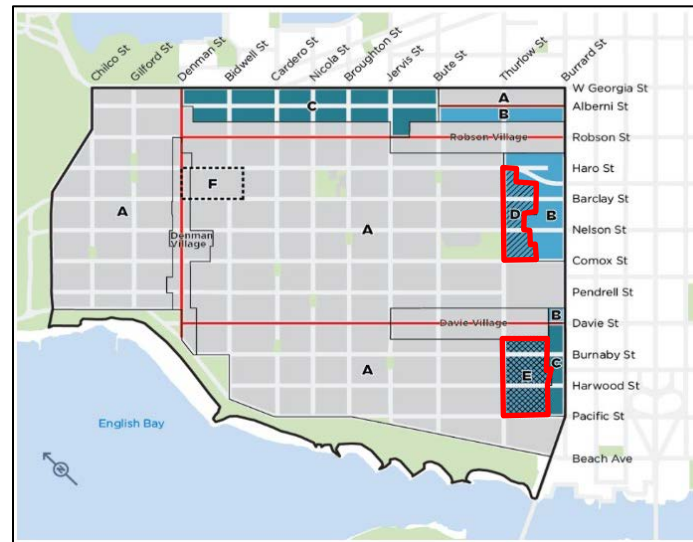 Chilco St
Gilford St
Denman St
Bidwell St
Cardero St
Nicola St
Broughton St
Jervis St
Bute St
Thurlow St
Burrard St
W Georgia St
A
C
Alberni St
B
Robson-Village
Robson St
Haro St
F
Barclay St
A
D
B
Denman
Village
A
Nelson St
Comox St
Pendrell St
B
Davie-Village
Davie St
Burnaby St
A
E
C
Harwood St
Pacific St
English Bay
Beach Ave
N